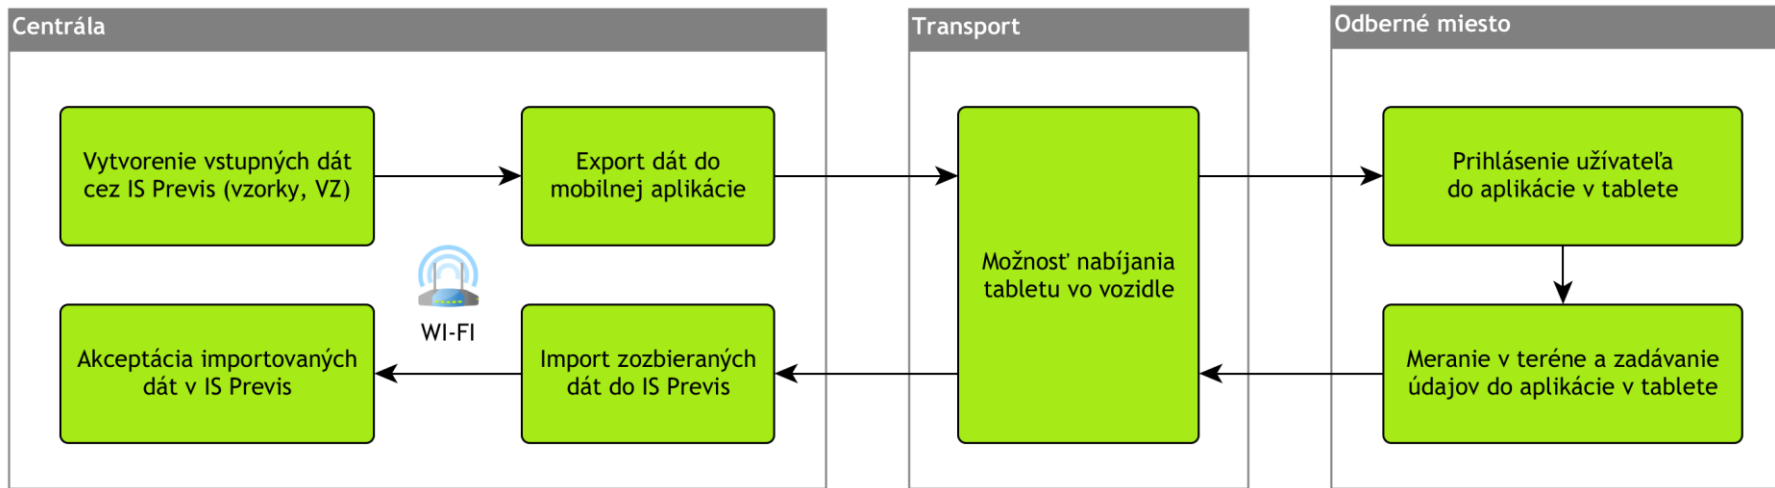 Centrála
Vytvorenie vstupných dát
cez IS Previs (vzorky, VZ)
Export dát do
mobilnej aplikácie
WI-FI
Akceptácia importovaných
dát v IS Previs
Import zozbieraných
dát do IS Previs
Transport
Možnosť nabíjania
tabletu vo vozidle
Odberné miesto
Prihlásenie užívateľa
do aplikácie v tablete
Meranie v teréne a zadávanie
údajov do aplikácie v tablete